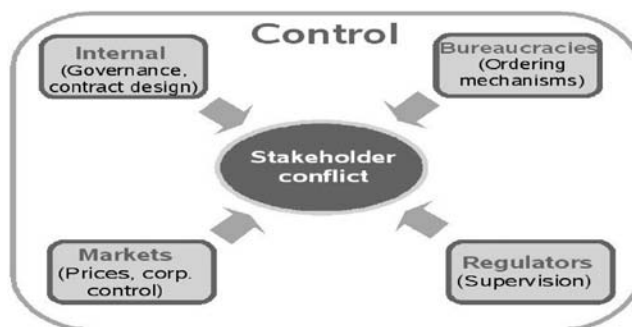 Control
Internal
(Governance,
contract design)
Bureaucracies
(Ordering
mechanisms)
Stakeholder
conflict
Markets
(Prices, corp.
control)
Regulators
(Supervision)